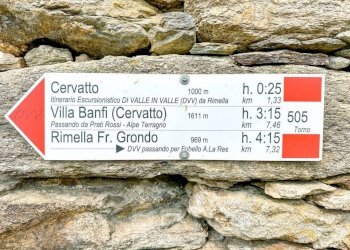 Cervatto 1000 m h. 0:25
Itinerario Escursionistico DI VALLE IN VALLE (DVV) da Rimella km 1,33
Villa Banfi (Cervatto) 1611 m h. 3:15 505
Passando da Prati Rossi - Alpe Terragno km 7,46
Rimella Fr. Grondo 969 m h. 4:15
DVV passando per Fobello A.La Res km 7,32